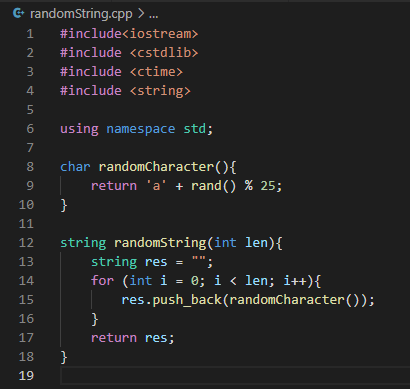 randomString.cpp > ...
1 #include<iostream>
2 #include <cstdlib>
3 #include <ctime>
4 #include <string>
5
6 using namespace std;
7
8 char randomCharacter(){
9     return 'a' + rand() % 25;
10 }
11
12 string randomString(int len){
13     string res = "";
14     for (int i = 0; i < len; i++){
15         res.push_back(randomCharacter());
16     }
17     return res;
18 }
19